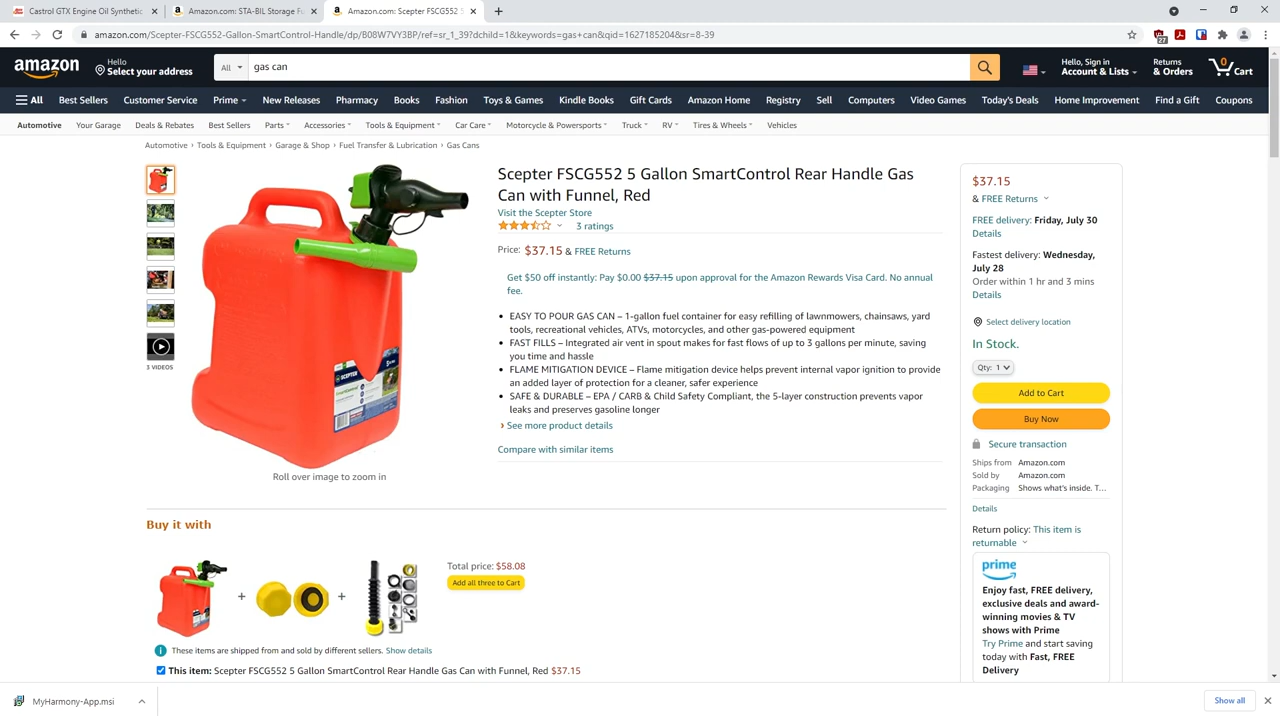 Castrol GTX Engine Oil Synthetic
Amazon.com: STA-BIL Storage Fu
Amazon.com: Scepter FSCG552 5
amazon.com/Scepter-FSCG552-Gallon-SmartControl-Handle/dp/B08W7VY3BP/ref=sr_1_39?dchild=1&keywords=gas+can&qid=1627185204&sr=8-39
27
amazon
Hello
Select your address
All
gas can
Hello, Sign in
Account & Lists
Returns
& Orders
0
Cart
All
Best Sellers
Customer Service
Prime
New Releases
Pharmacy
Books
Fashion
Toys & Games
Kindle Books
Gift Cards
Amazon Home
Registry
Sell
Computers
Video Games
Today's Deals
Home Improvement
Find a Gift
Coupons
Automotive
Your Garage
Deals & Rebates
Best Sellers
Parts
Accessories
Tools & Equipment
Car Care
Motorcycle & Powersports
Truck
RV
Tires & Wheels
Vehicles
Automotive › Tools & Equipment › Garage & Shop › Fuel Transfer & Lubrication › Gas Cans
SCEPTER
Roll over image to zoom in
3 VIDEOS
Scepter FSCG552 5 Gallon SmartControl Rear Handle Gas
Can with Funnel, Red
Visit the Scepter Store
3 ratings
Price: $37.15 & FREE Returns
Get $50 off instantly: Pay $0.00 $37.15 upon approval for the Amazon Rewards Visa Card. No annual
fee.
• EASY TO POUR GAS CAN – 1-gallon fuel container for easy refilling of lawnmowers, chainsaws, yard
tools, recreational vehicles, ATVs, motorcycles, and other gas-powered equipment
• FAST FILLS – Integrated air vent in spout makes for fast flows of up to 3 gallons per minute, saving
you time and hassle
• FLAME MITIGATION DEVICE – Flame mitigation device helps prevent internal vapor ignition to provide
an added layer of protection for a cleaner, safer experience
• SAFE & DURABLE – EPA / CARB & Child Safety Compliant, the 5-layer construction prevents vapor
leaks and preserves gasoline longer
› See more product details
Compare with similar items
$37.15
& FREE Returns
FREE delivery: Friday, July 30
Details
Fastest delivery: Wednesday,
July 28
Order within 1 hr and 3 mins
Details
Select delivery location
In Stock.
Qty: 1
Add to Cart
Buy Now
Secure transaction
Ships from Amazon.com
Sold by Amazon.com
Packaging Shows what's inside. T...
Details
Return policy: This item is
returnable
prime
Enjoy fast, FREE delivery,
exclusive deals and award-
winning movies & TV
shows with Prime
Try Prime and start saving
today with Fast, FREE
Delivery
Buy it with
+
+
Total price: $58.08
Add all three to Cart
These items are shipped from and sold by different sellers. Show details
This item: Scepter FSCG552 5 Gallon SmartControl Rear Handle Gas Can with Funnel, Red $37.15
MyHarmony-App.msi
Show all